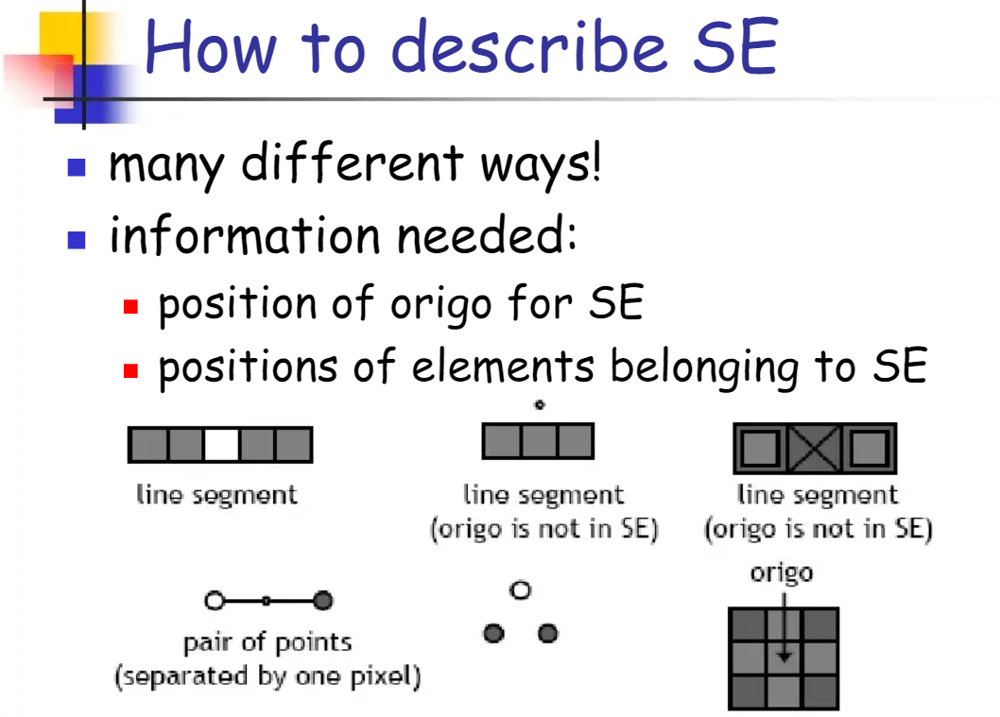 How to describe SE
many different ways!
information needed:
position of origo for SE
positions of elements belonging to SE
line segment
line segment
(origo is not in SE)
line segment
(origo is not in SE)
pair of points
(separated by one pixel)
origo